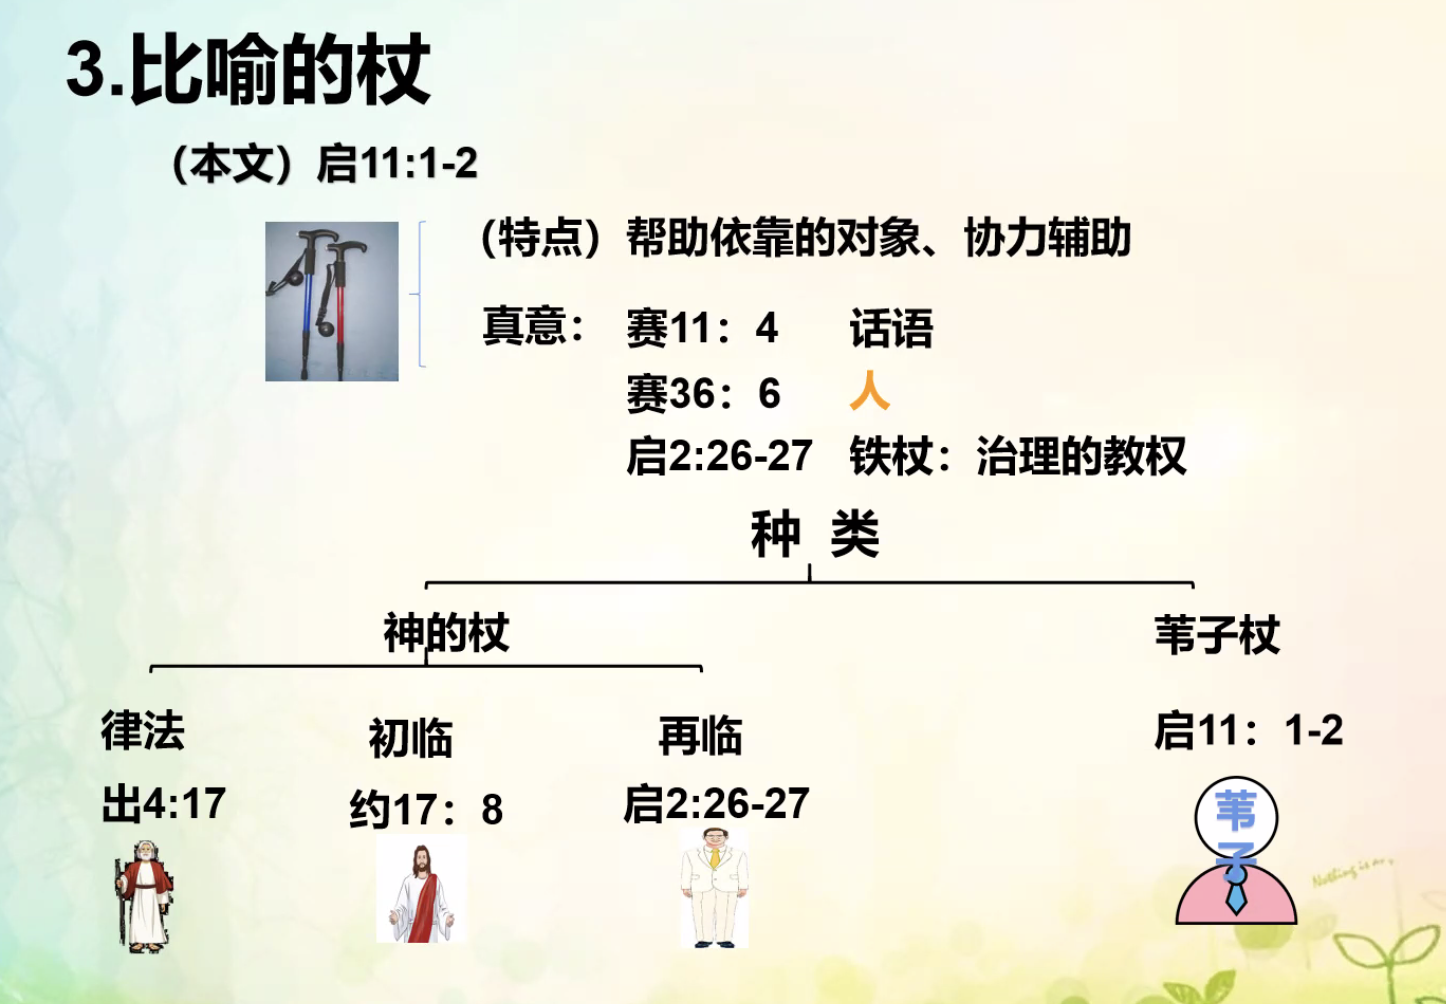 3.比喻的杖
（本文）启11:1-2
（特点）帮助依靠的对象、协力辅助
真意： 赛11：4 话语
赛36：6 人
启2:26-27 铁杖：治理的教权
种 类
神的杖 苇子杖
律法 初临 再临 启11：1-2
出4:17 约17：8 启2:26-27
苇
子